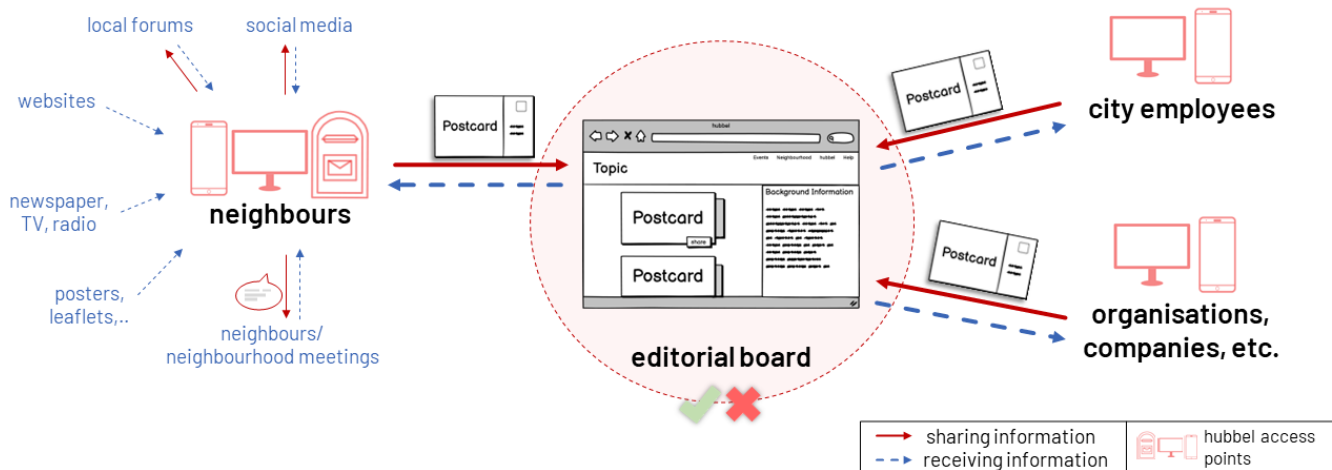 local forums
social media
websites
newspaper,
TV, radio
posters,
leaflets,..
neighbours/
neighbourhood meetings
neighbours
Postcard
hubbel
Events Neighbourhood hubbel Help
Topic
Background Information
Postcard
share
Postcard
editorial board
Postcard
city employees
Postcard
organisations,
companies, etc.
sharing information
receiving information
hubbel access
points